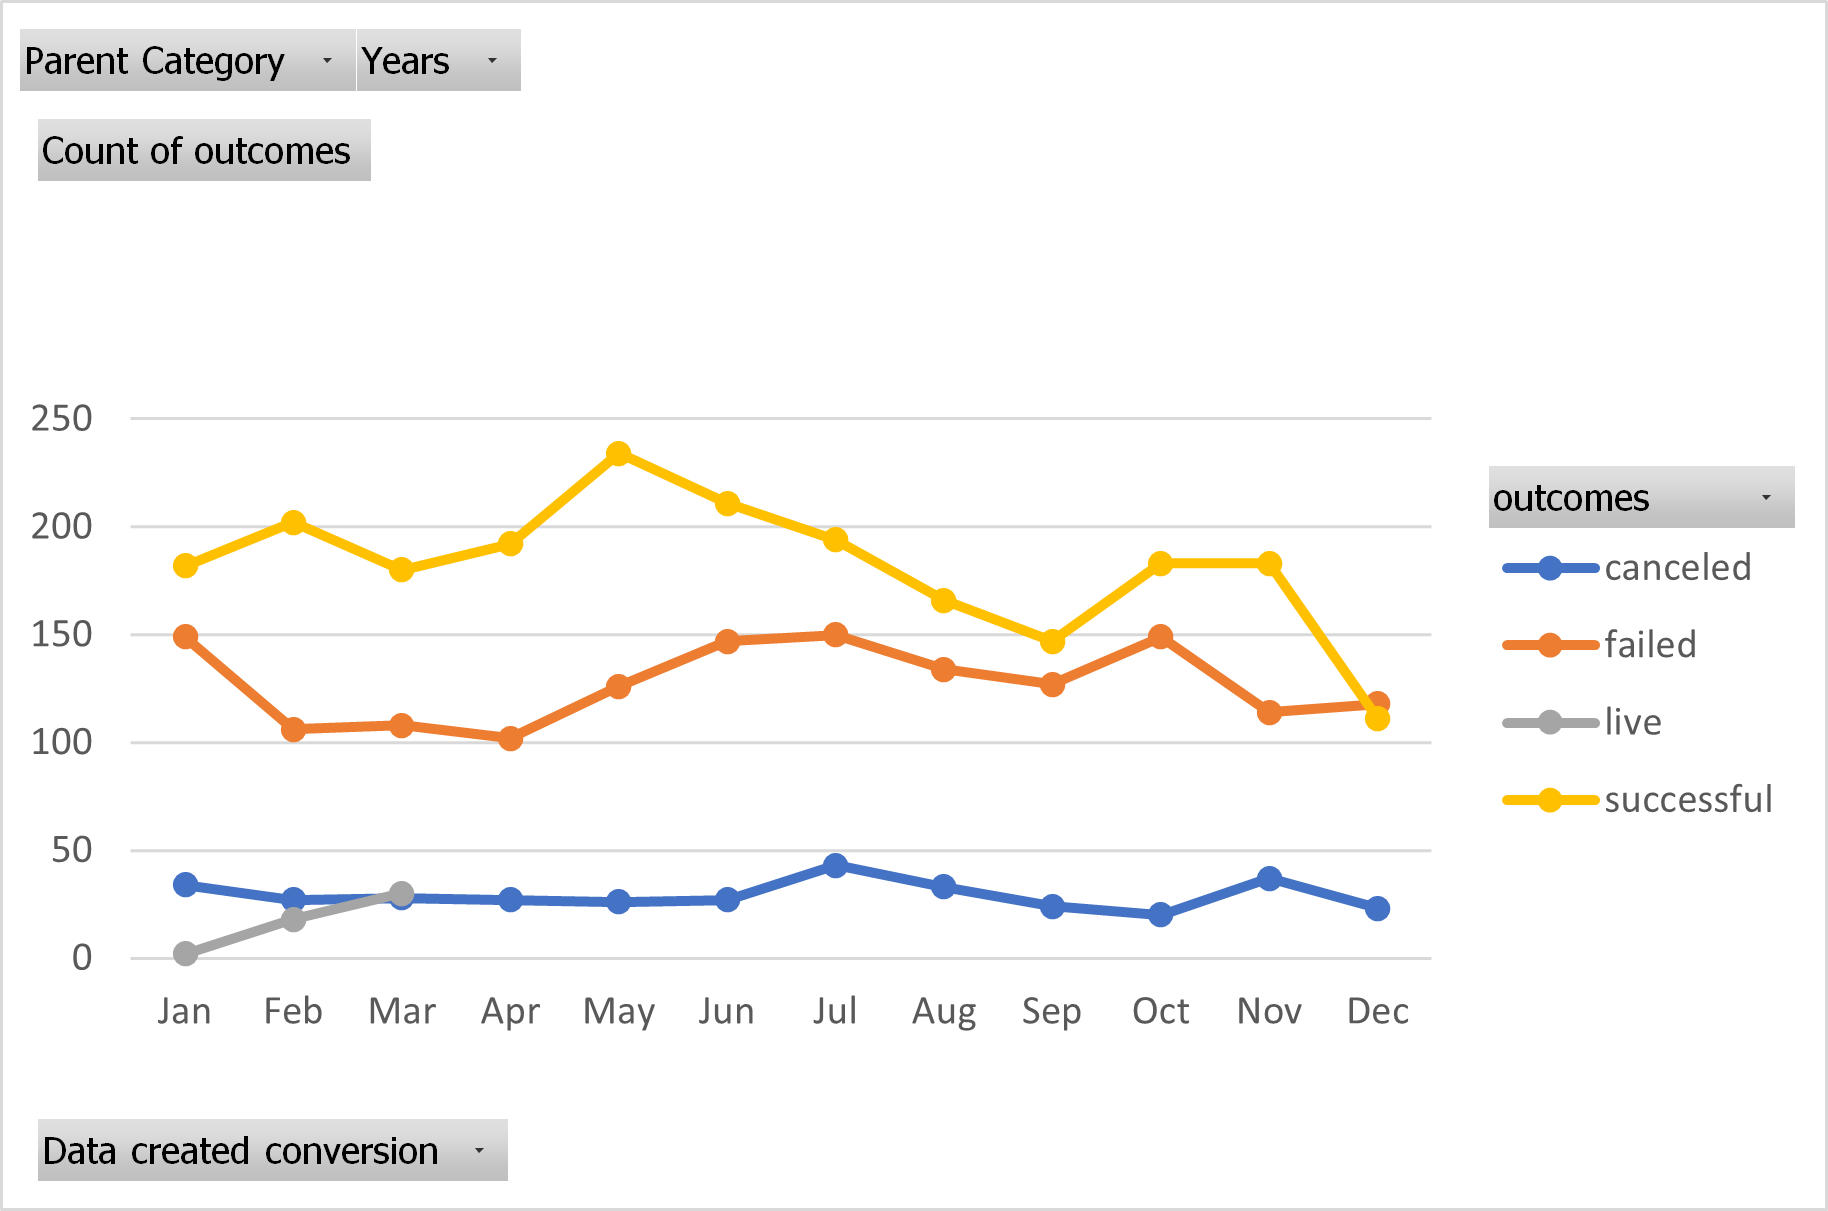 Parent Category Years
Count of outcomes
250
200
150
100
50
0
Jan Feb Mar Apr May Jun Jul Aug Sep Oct Nov Dec
outcomes
canceled
failed
live
successful
Data created conversion